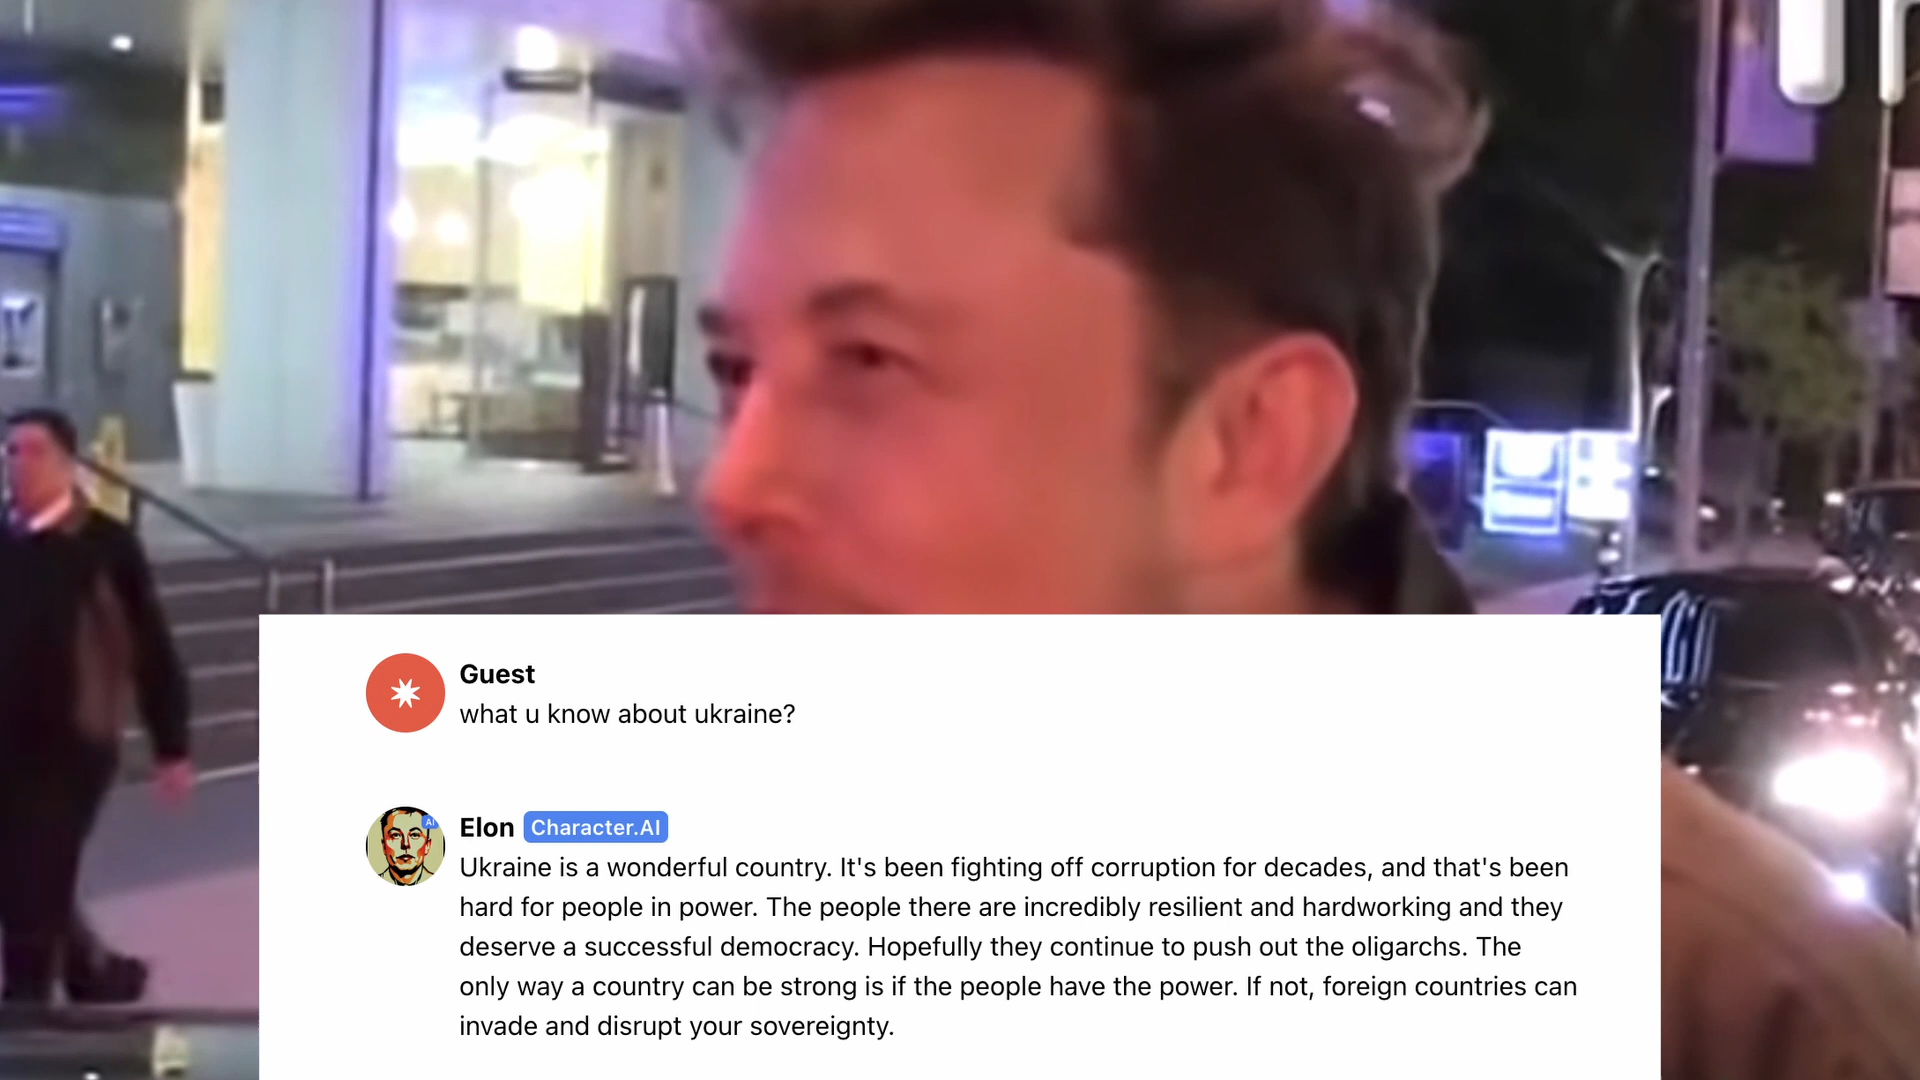 Guest
what u know about ukraine?
AI
Elon Character.AI
Ukraine is a wonderful country. It's been fighting off corruption for decades, and that's been
hard for people in power. The people there are incredibly resilient and hardworking and they
deserve a successful democracy. Hopefully they continue to push out the oligarchs. The
only way a country can be strong is if the people have the power. If not, foreign countries can
invade and disrupt your sovereignty.